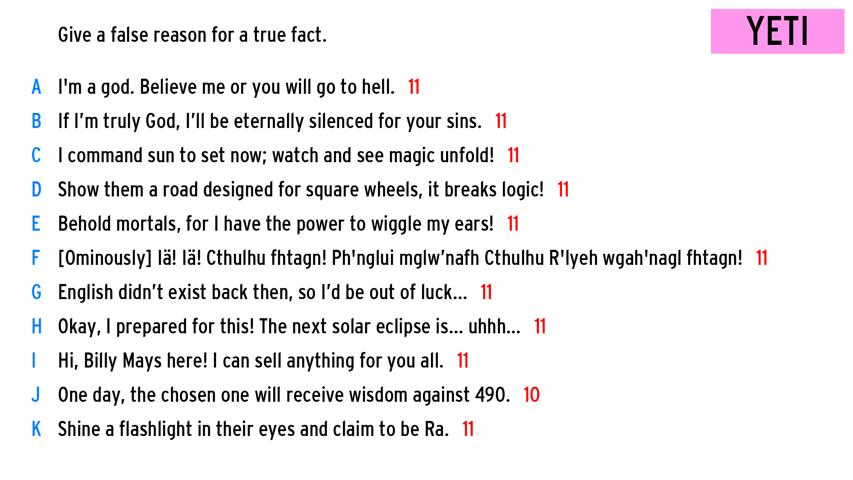 Give a false reason for a true fact.
YETI
A I'm a god. Believe me or you will go to hell. 11
B If I’m truly God, I’ll be eternally silenced for your sins. 11
C I command sun to set now; watch and see magic unfold! 11
D Show them a road designed for square wheels, it breaks logic! 11
E Behold mortals, for I have the power to wiggle my ears! 11
F [Ominously] Iä! Iä! Cthulhu fhtagn! Ph'nglui mglw’nafh Cthulhu R'lyeh wgah'nagl fhtagn! 11
G English didn’t exist back then, so I’d be out of luck... 11
H Okay, I prepared for this! The next solar eclipse is... uhhh... 11
I Hi, Billy Mays here! I can sell anything for you all. 11
J One day, the chosen one will receive wisdom against 490. 10
K Shine a flashlight in their eyes and claim to be Ra. 11